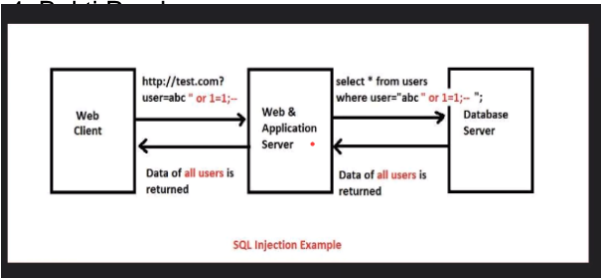 http://test.com?
user=abc " or 1=1;--
select * from users
where user="abc " or 1=1;-- ";
Web
Client
Web &
Application
Server
Database
Server
Data of all users is
returned
Data of all users is
returned
SQL Injection Example